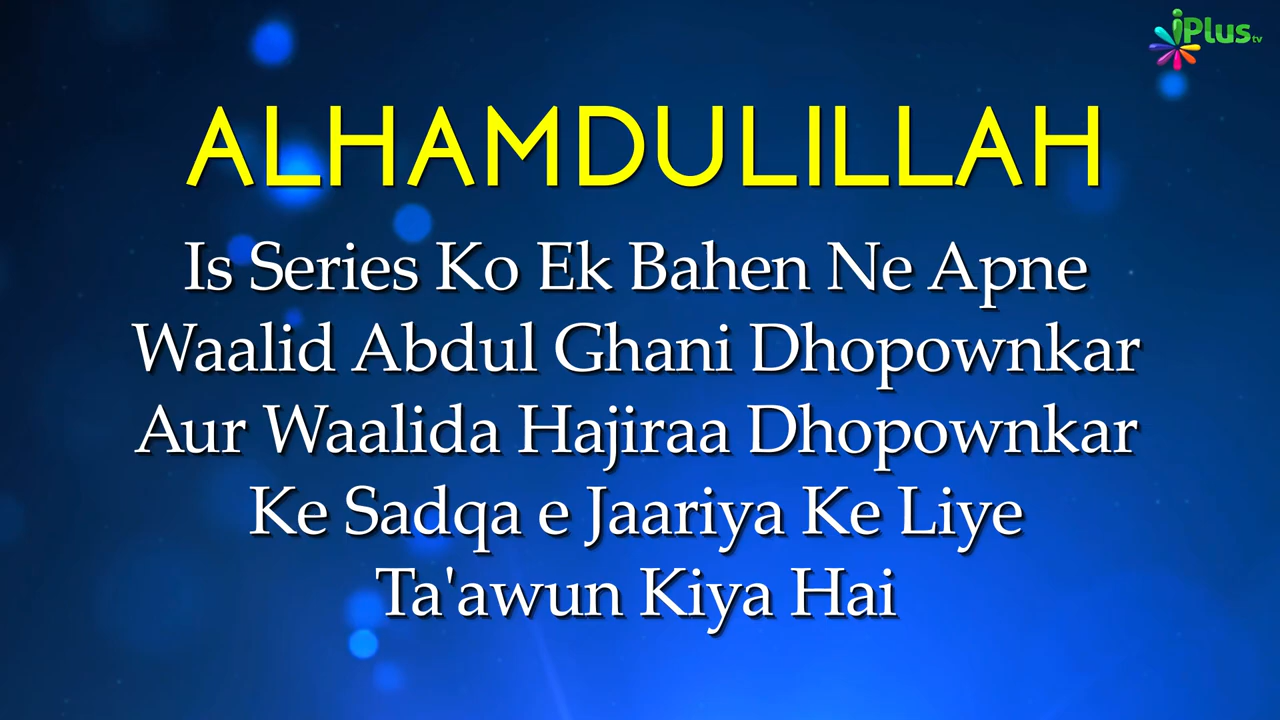 iPlus tv
ALHAMDULILLAH
Is Series Ko Ek Bahen Ne Apne
Waalid Abdul Ghani Dhopownkar
Aur Waalida Hajiraa Dhopownkar
Ke Sadqa e Jaariya Ke Liye
Ta'awun Kiya Hai